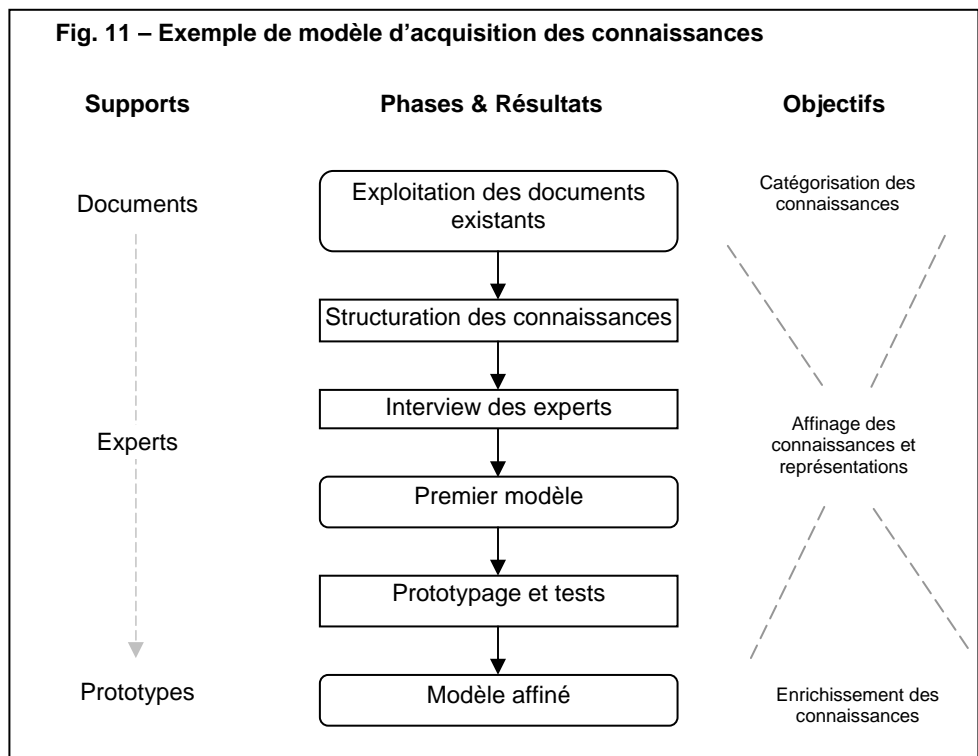 Fig. 11 – Exemple de modèle d'acquisition des connaissances
Supports
Phases & Résultats
Objectifs
Documents
Exploitation des documents
existants
Catégorisation des
connaissances
Structuration des connaissances
Interview des experts
Experts
Affinage des
connaissances et
représentations
Premier modèle
Prototypage et tests
Prototypes
Modèle affiné
Enrichissement des
connaissances